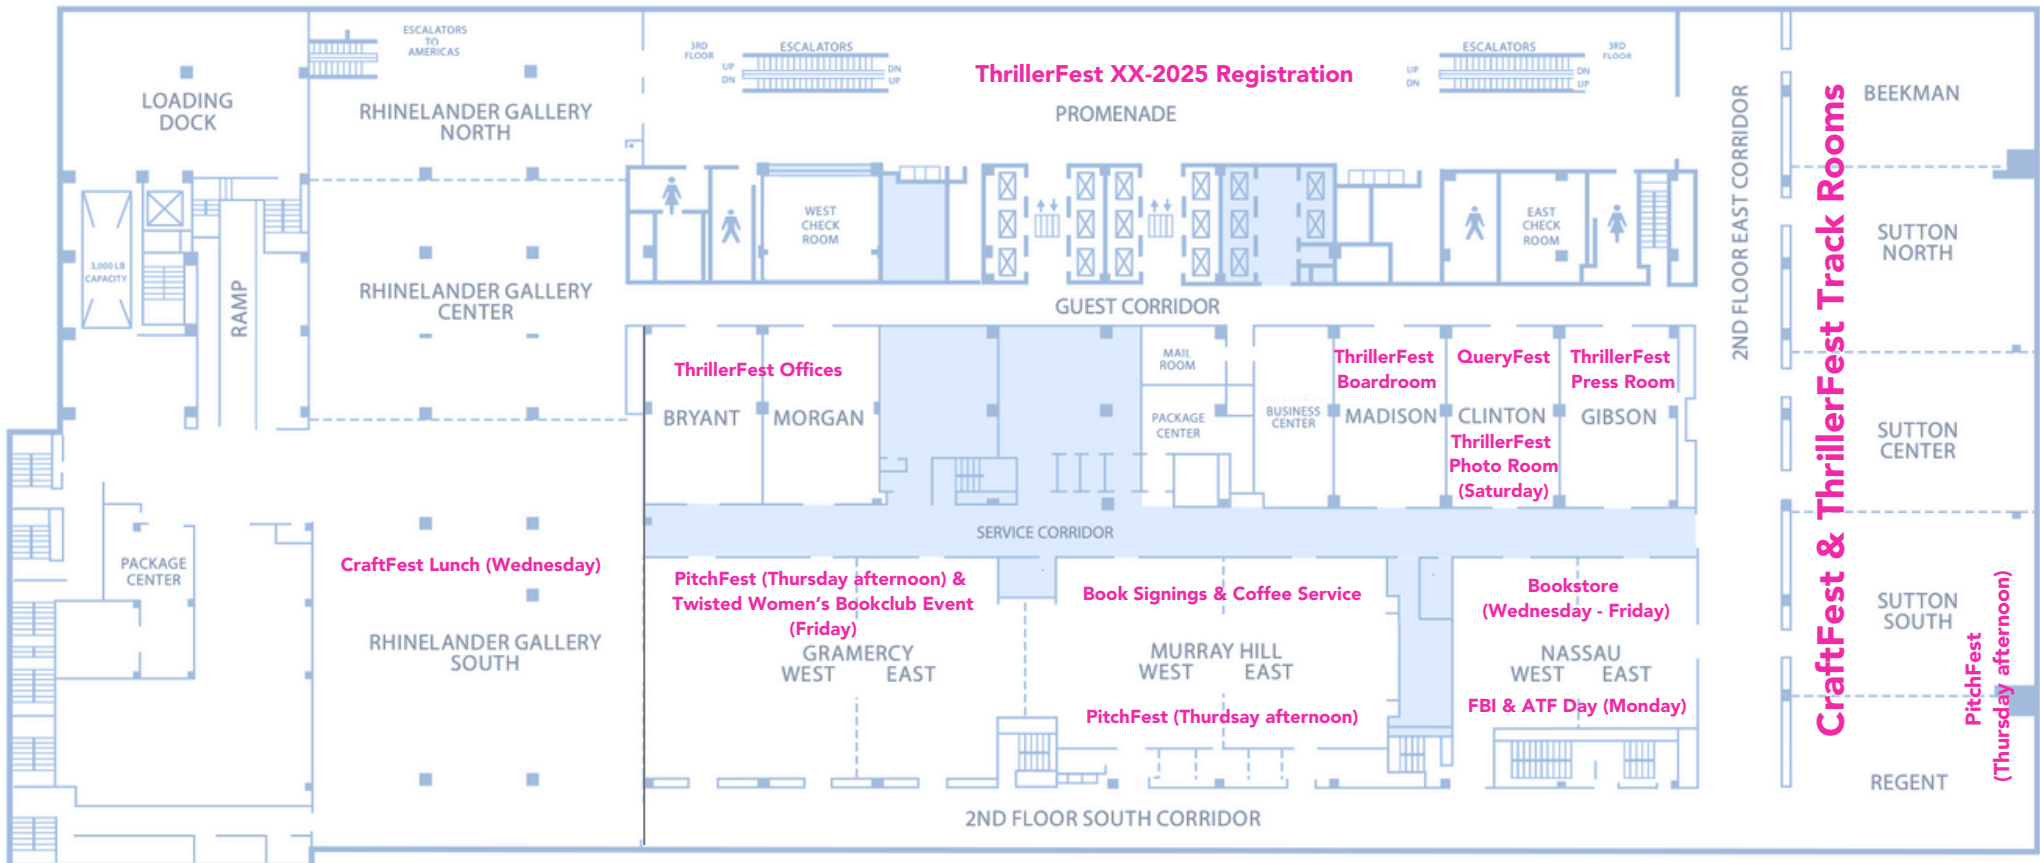 ESCALATORS
TO
AMERICAS
3RD
FLOOR
UP
DN
ESCALATORS
DN
UP
ThrillerFest XX-2025 Registration
PROMENADE
UP
DN
ESCALATORS
DN
UP
3RD
FLOOR
LOADING
DOCK
RHINELANDER GALLERY
NORTH
WEST
CHECK
ROOM
EAST
CHECK
ROOM
2ND FLOOR EAST CORRIDOR
BEEKMAN
SUTTON
NORTH
SUTTON
CENTER
SUTTON
SOUTH
REGENT
CraftFest & ThrillerFest Track Rooms
PitchFest
(Thursday afternoon)
3,000 LB
CAPACITY
RAMP
RHINELANDER GALLERY
CENTER
GUEST CORRIDOR
ThrillerFest Offices
BRYANT
MORGAN
MAIL
ROOM
PACKAGE
CENTER
BUSINESS
CENTER
ThrillerFest
Boardroom
MADISON
QueryFest
CLINTON
ThrillerFest
Photo Room
(Saturday)
ThrillerFest
Press Room
GIBSON
SERVICE CORRIDOR
PACKAGE
CENTER
CraftFest Lunch (Wednesday)
RHINELANDER GALLERY
SOUTH
PitchFest (Thursday afternoon) &
Twisted Women’s Bookclub Event
(Friday)
GRAMERCY
WEST EAST
Book Signings & Coffee Service
MURRAY HILL
WEST EAST
PitchFest (Thurdsay afternoon)
Bookstore
(Wednesday - Friday)
NASSAU
WEST EAST
FBI & ATF Day (Monday)
2ND FLOOR SOUTH CORRIDOR